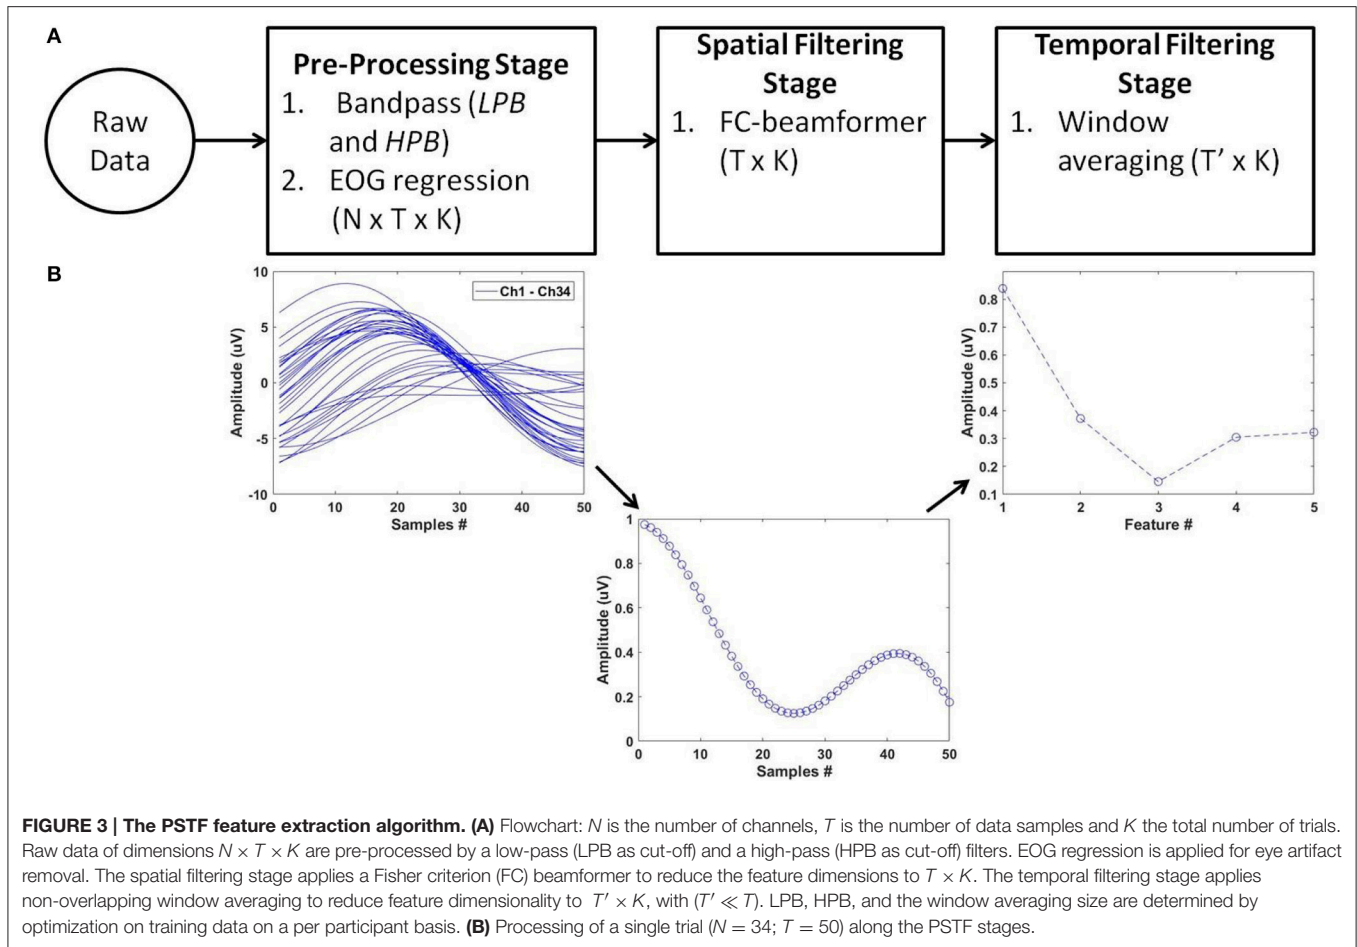 A
Raw
Data
Pre-Processing Stage
1. Bandpass (LPB
and HPB)
2. EOG regression
(N x T x K)
Spatial Filtering
Stage
1. FC-beamformer
(T x K)
Temporal Filtering
Stage
1. Window
averaging (T' x K)
B
Amplitude (uV)
10
5
0
-5
-10
Ch1 - Ch34
0 10 20 30 40 50
Samples #
Amplitude (uV)
1
0.8
0.6
0.4
0.2
0
0 10 20 30 40 50
Samples #
Amplitude (uV)
0.8
0.7
0.6
0.5
0.4
0.3
0.2
0.1
1 2 3 4 5
Feature #
FIGURE 3 | The PSTF feature extraction algorithm. (A) Flowchart: N is the number of channels, T is the number of data samples and K the total number of trials.
Raw data of dimensions N × T × K are pre-processed by a low-pass (LPB as cut-off) and a high-pass (HPB as cut-off) filters. EOG regression is applied for eye artifact
removal. The spatial filtering stage applies a Fisher criterion (FC) beamformer to reduce the feature dimensions to T × K. The temporal filtering stage applies
non-overlapping window averaging to reduce feature dimensionality to T′ × K, with (T′ ≪ T). LPB, HPB, and the window averaging size are determined by
optimization on training data on a per participant basis. (B) Processing of a single trial (N = 34; T = 50) along the PSTF stages.